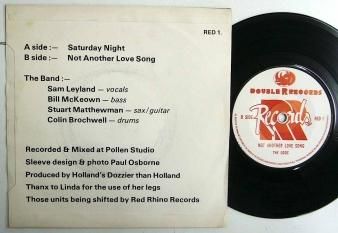 RED 1.
A side :— Saturday Night
B side :— Not Another Love Song
The Band :—
Sam Leyland — vocals
Bill McKeown — bass
Stuart Matthewman — sax/guitar
Colin Brochwell — drums
Recorded & Mixed at Pollen Studio
Sleeve design & photo Paul Osborne
Produced by Holland's Dozzier than Holland
Thanx to Linda for the use of her legs
Those units being shifted by Red Rhino Records
DOUBLE R RECORDS
B SIDE
RED 1
Records
NOT ANOTHER LOVE SONG